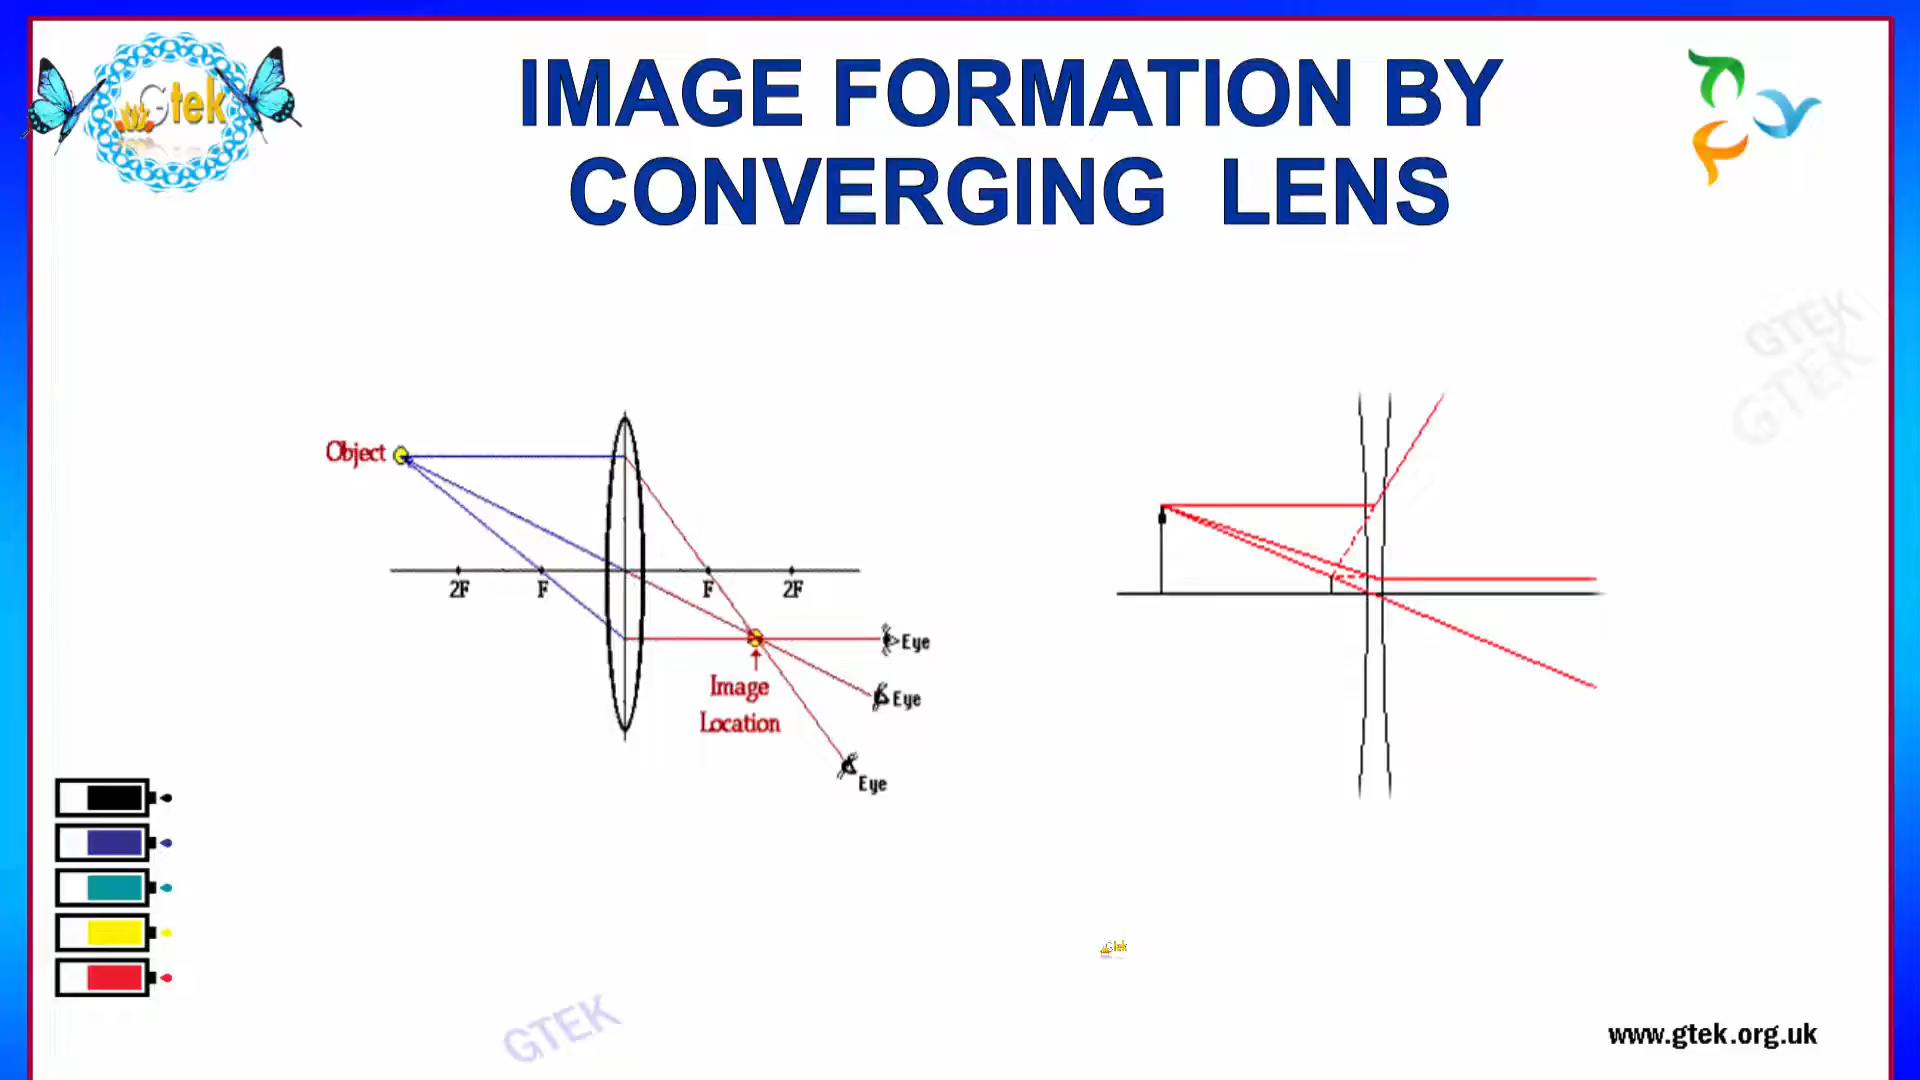 Gtek
IMAGE FORMATION BY
CONVERGING LENS
GTEK
GTEK
Object
2F F F 2F
Eye
Image
Eye
Location
Eye
Gtek
GTEK
www.gtek.org.uk